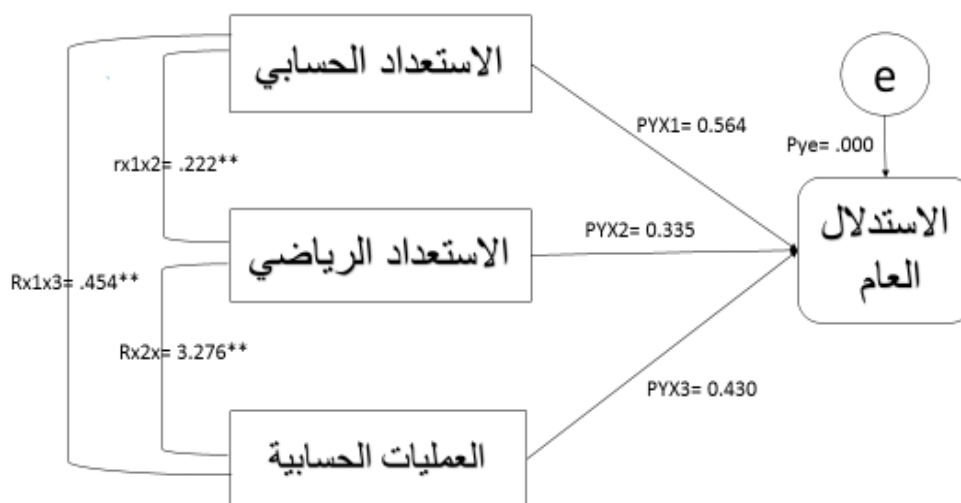 الاستعداد الحسابي
e
PYX1= 0.564
Pye= .000
rx1x2= .222**
الاستدلال
العام
الاستعداد الرياضي
PYX2= 0.335
Rx1x3= .454**
Rx2x= 3.276**
PYX3= 0.430
العمليات الحسابية